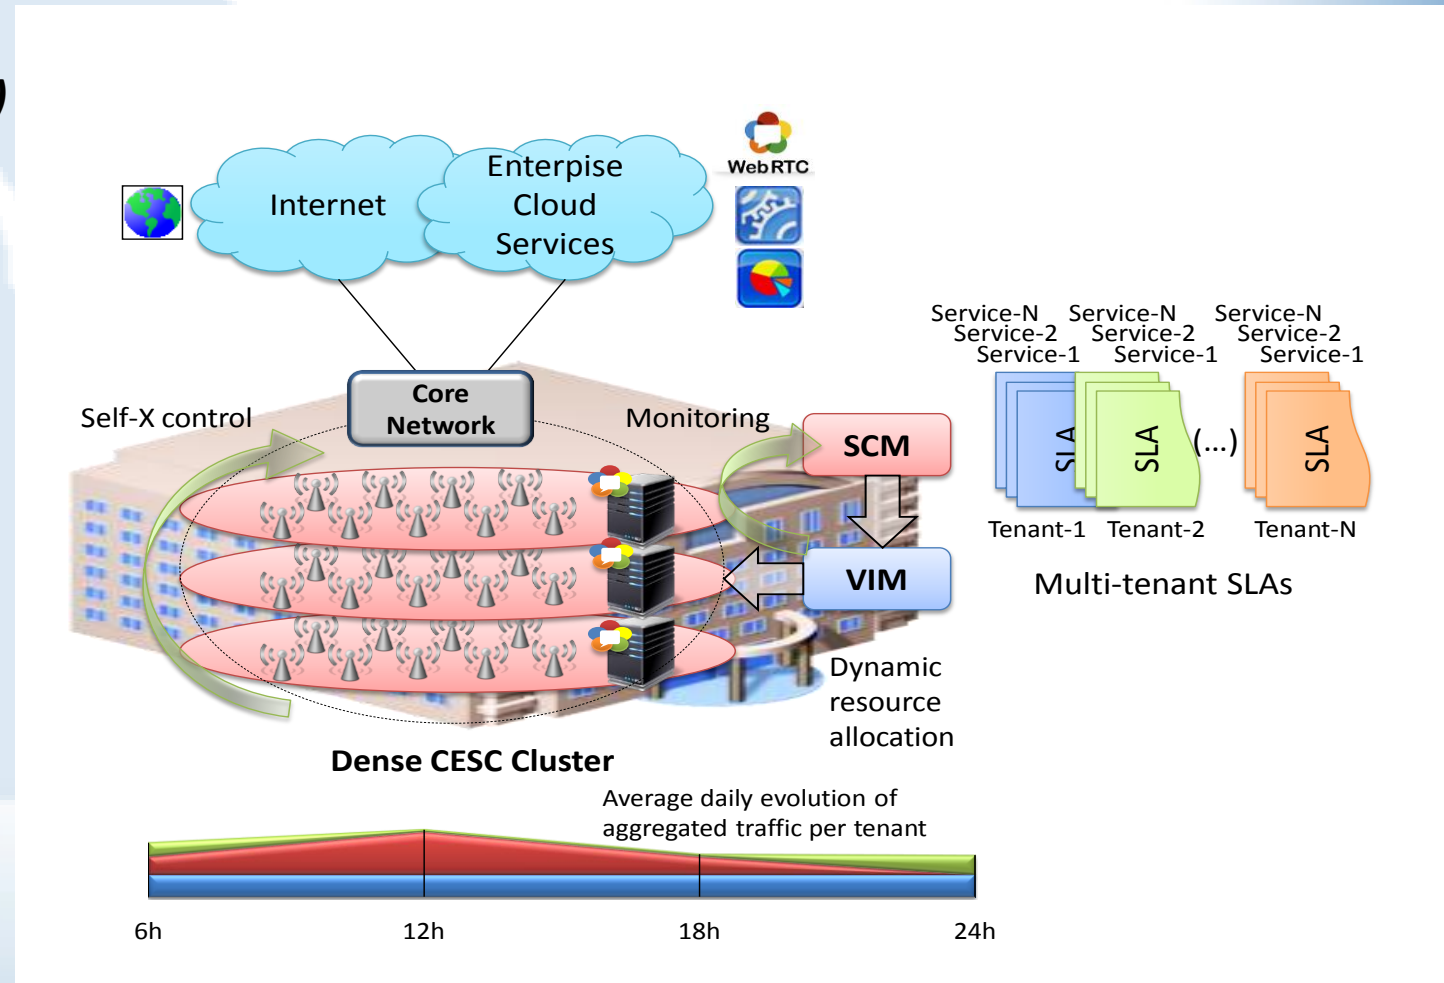 WebRTC
Internet
Enterpise
Cloud
Services
Service-N
Service-2
Service-1
Service-N
Service-2
Service-1
Service-N
Service-2
Service-1
Core
Network
Self-X control
Monitoring
SCM
VIM
SLA
SLA
(...)
SLA
Tenant-1
Tenant-2
Tenant-N
Multi-tenant SLAs
Dynamic
resource
allocation
Dense CESC Cluster
Average daily evolution of
aggregated traffic per tenant
6h
12h
18h
24h